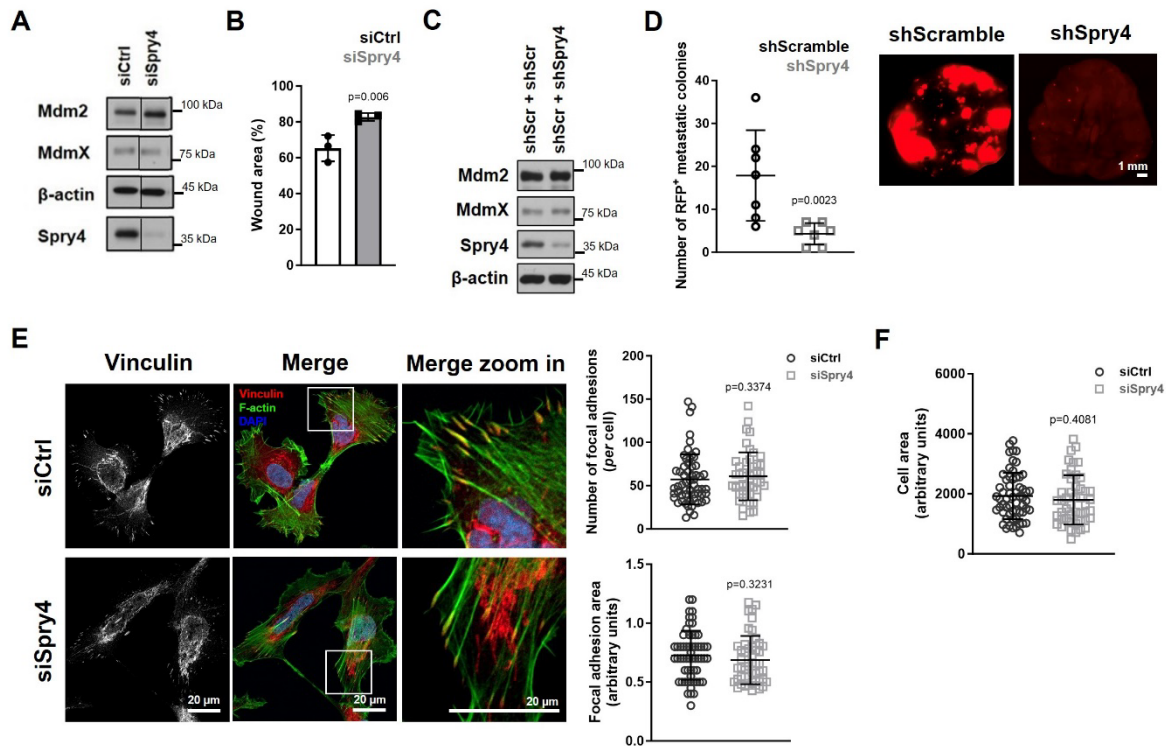 A
siCtrl
siSpry4
Mdm2
100 kDa
MdmX
75 kDa
β-actin
45 kDa
Spry4
35 kDa
B
siCtrl
siSpry4
p=0.006
Wound area (%)
100
80
60
40
20
0
C
shScr + shScr
shScr + shSpry4
Mdm2
100 kDa
MdmX
75 kDa
Spry4
35 kDa
β-actin
45 kDa
D
shScramble
shSpry4
Number of RFP⁺ metastatic colonies
40
30
20
10
0
p=0.0023
shScramble
shSpry4
1 mm
E
Vinculin
Merge
Merge zoom in
siCtrl
Vinculin
F-actin
DAPI
siSpry4
20 µm
20 µm
20 µm
Number of focal adhesions
(per cell)
200
150
100
50
0
p=0.3374
siCtrl
siSpry4
Focal adhesion area
(arbitrary units)
1.5
1.0
0.5
0.0
p=0.3231
F
siCtrl
siSpry4
Cell area
(arbitrary units)
6000
4000
2000
0
p=0.4081